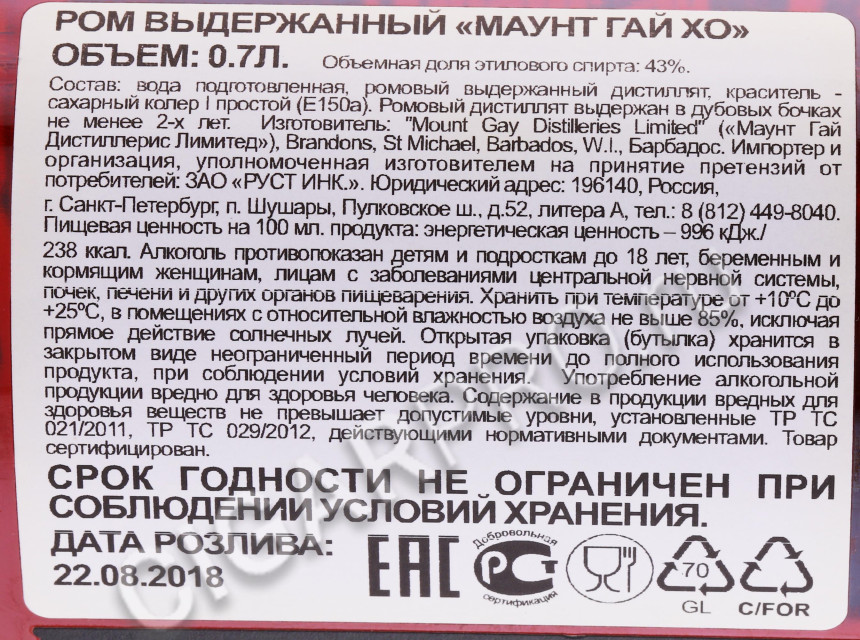 РОМ ВЫДЕРЖАННЫЙ «МАУНТ ГАЙ ХО»
ОБЪЕМ: 0.7Л. Объемная доля этилового спирта: 43%.
Состав: вода подготовленная, ромовый выдержанный дистиллят, краситель -
сахарный колер I простой (Е150а). Ромовый дистиллят выдержан в дубовых бочках
не менее 2-х лет. Изготовитель: "Mount Gay Distilleries Limited" («Маунт Гай
Дистиллерис Лимитед»), Brandons, St Michael, Barbados, W.I., Барбадос. Импортер и
организация, уполномоченная изготовителем на принятие претензий от
потребителей: ЗАО «РУСТ ИНК.». Юридический адрес: 196140, Россия,
г. Санкт-Петербург, п. Шушары, Пулковское ш., д.52, литера А, тел.: 8 (812) 449-8040.
Пищевая ценность на 100 мл. продукта: энергетическая ценность – 996 кДж./
238 ккал. Алкоголь противопоказан детям и подросткам до 18 лет, беременным и
кормящим женщинам, лицам с заболеваниями центральной нервной системы,
почек, печени и других органов пищеварения. Хранить при температуре от +10ºС до
+25ºС, в помещениях с относительной влажностью воздуха не выше 85%, исключая
прямое действие солнечных лучей. Открытая упаковка (бутылка) хранится в
закрытом виде неограниченный период времени до полного использования
продукта, при соблюдении условий хранения. Употребление алкогольной
продукции вредно для здоровья человека. Содержание в продукции вредных для
здоровья веществ не превышает допустимые уровни, установленные ТР ТС
021/2011, ТР ТС 029/2012, действующими нормативными документами. Товар
сертифицирован.
СРОК ГОДНОСТИ НЕ ОГРАНИЧЕН ПРИ
СОБЛЮДЕНИИ УСЛОВИЙ ХРАНЕНИЯ.
ДАТА РОЗЛИВА:
22.08.2018
EAC
Добровольная
РСТ
сертификация
70
GL
C/FOR
CIGARPRO.RU